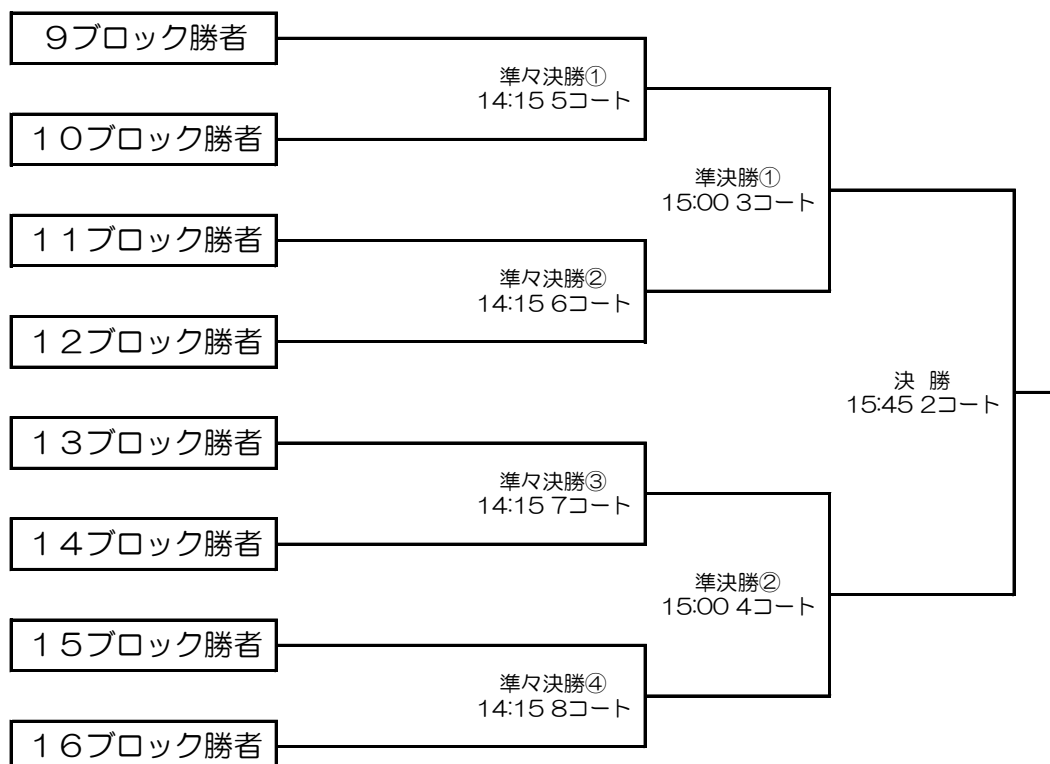 ９ブロック勝者
準々決勝①
14:15 5コート
１０ブロック勝者
準決勝①
15:00 3コート
１１ブロック勝者
準々決勝②
14:15 6コート
１２ブロック勝者
決 勝
15:45 2コート
１３ブロック勝者
準々決勝③
14:15 7コート
１４ブロック勝者
準決勝②
15:00 4コート
１５ブロック勝者
準々決勝④
14:15 8コート
１６ブロック勝者